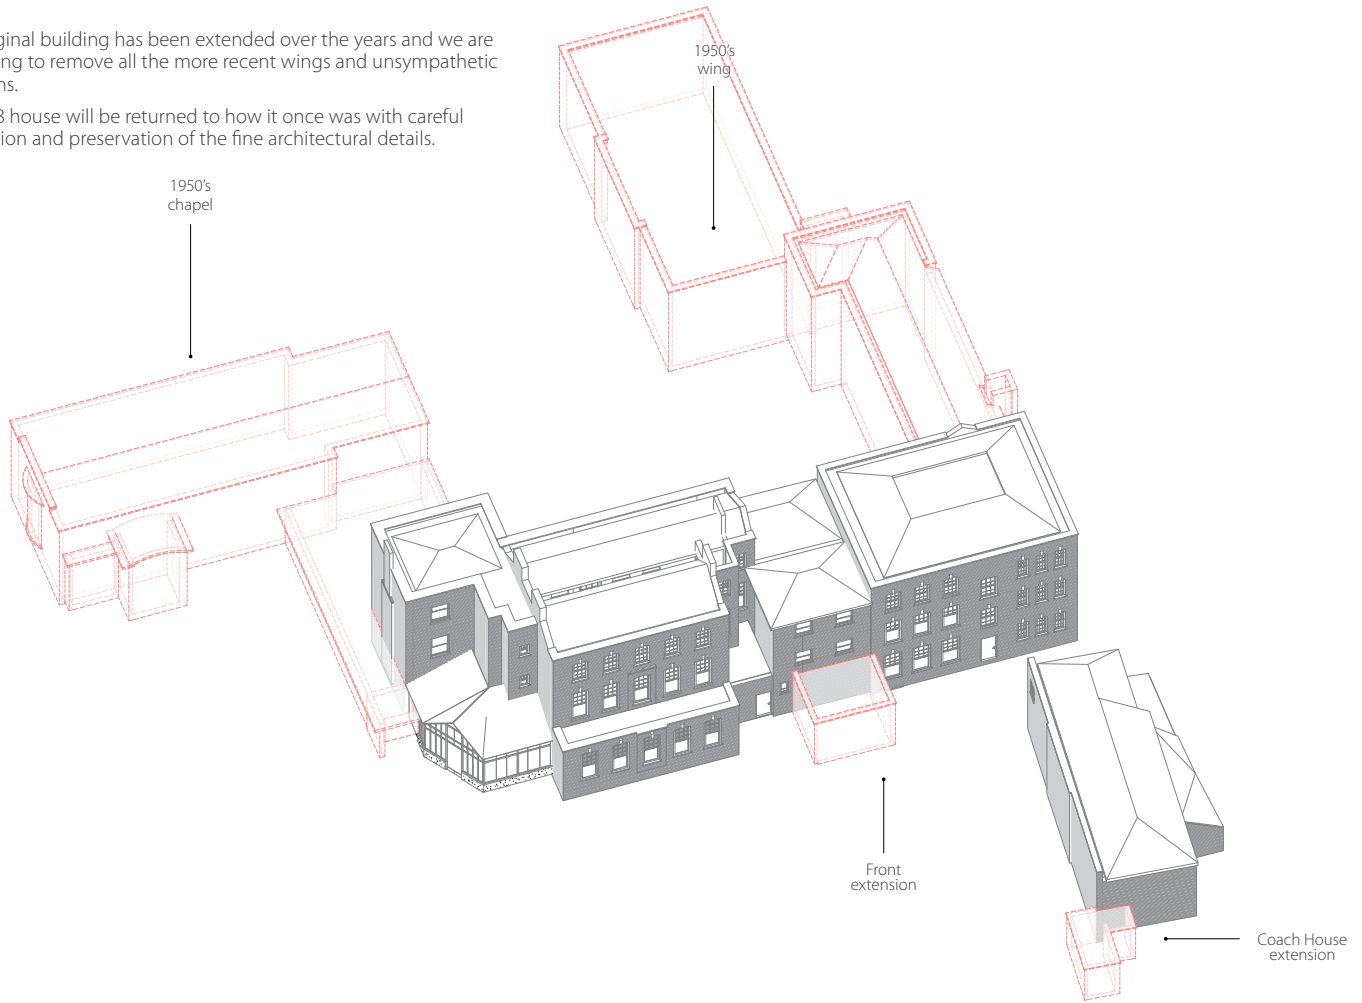 ginal building has been extended over the years and we are
ng to remove all the more recent wings and unsympathetic
ns.
3 house will be returned to how it once was with careful
ion and preservation of the fine architectural details.
1950's
wing
1950's
chapel
Front
extension
Coach House
extension